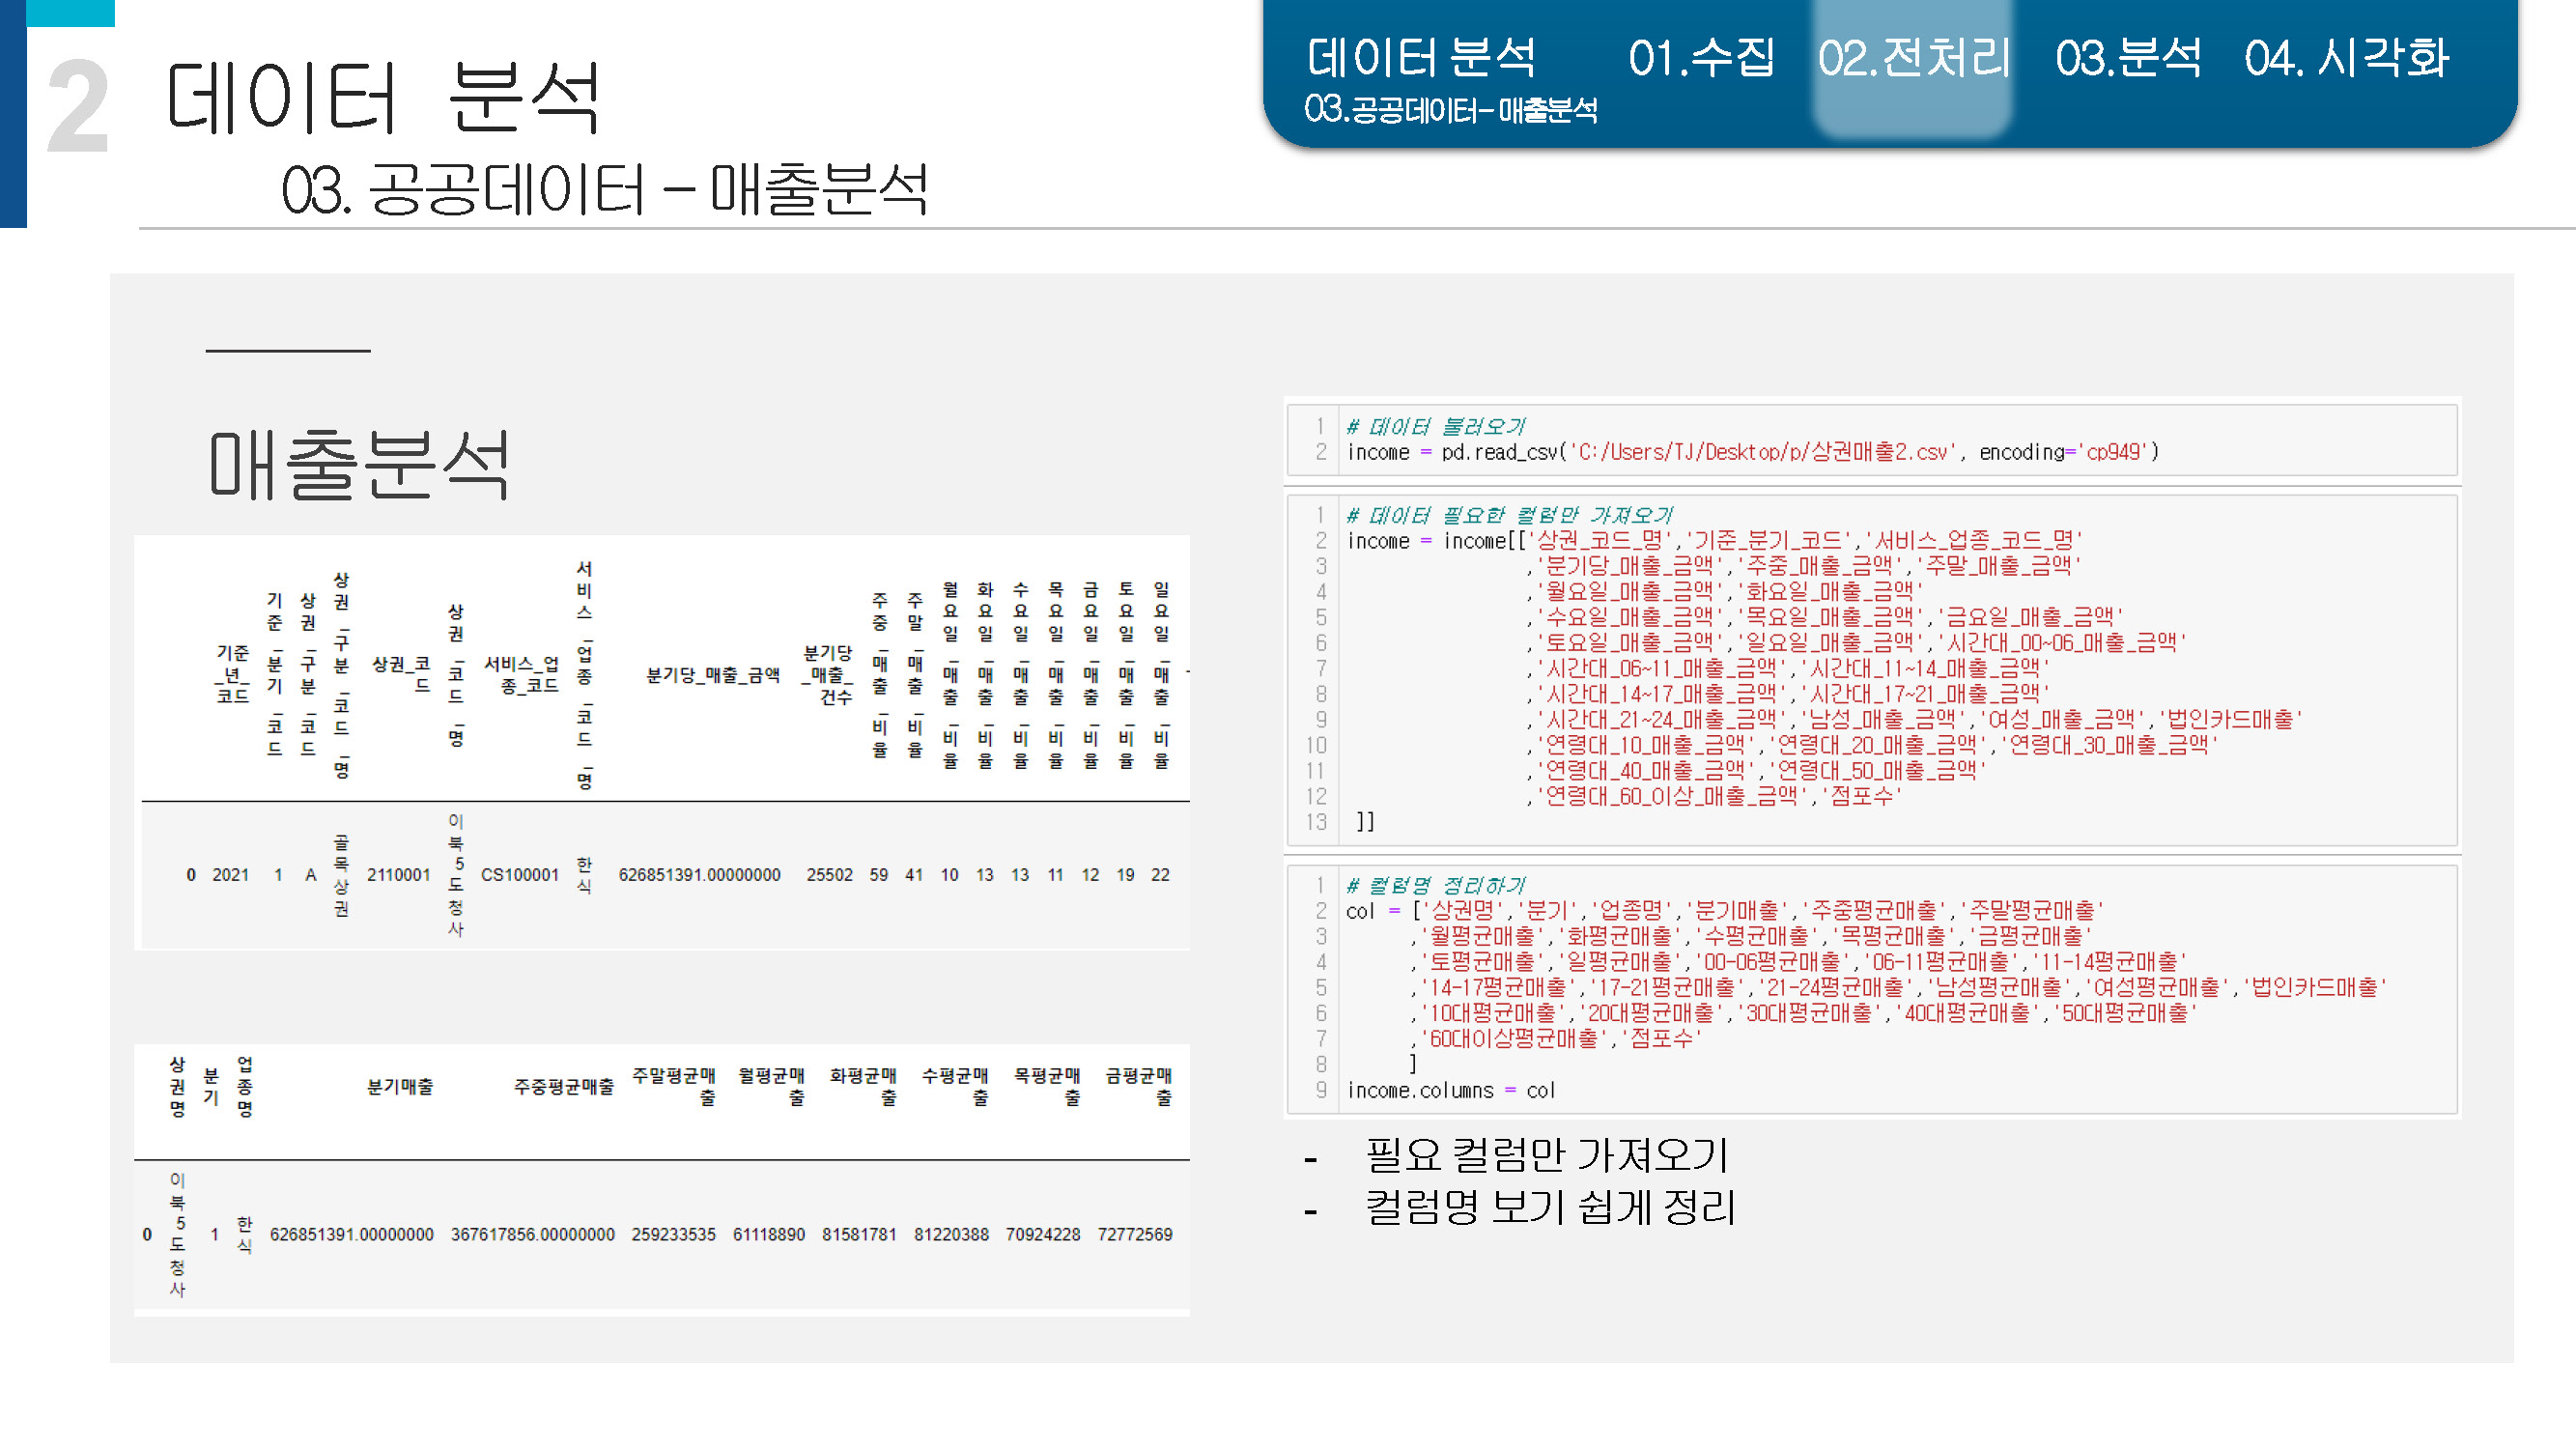 2
데이터 분석
03. 공공데이터 – 매출분석
데이터 분석 01.수집 02.전처리 03.분석 04. 시각화
03.공공데이터– 매출분석
매출분석
기준_년_코드 기준_분기_코드 상권_구분_코드 상권_구분_코드_명 상권_코드 상권_코드_명 서비스_업종_코드 서비스_업종_코드_명 분기당_매출_금액 분기당_매출_건수 주중_매출_비율 주말_매출_비율 월요일_매출_비율 화요일_매출_비율 수요일_매출_비율 목요일_매출_비율 금요일_매출_비율 토요일_매출_비율 일요일_매출_비율
0 2021 1 A 골목상권 2110001 이북5도청사 CS100001 한식 626851391.00000000 25502 59 41 10 13 13 11 12 19 22
상권명 분기 업종명 분기매출 주중평균매출 주말평균매출 월평균매출 화평균매출 수평균매출 목평균매출 금평균매출
0 이북5도청사 1 한식 626851391.00000000 367617856.00000000 259233535 61118890 81581781 81220388 70924228 72772569
1 # 데이터 불러오기
2 income = pd.read_csv('C:/Users/TJ/Desktop/p/상권매출2.csv', encoding='cp949')
1 # 데이터 필요한 컬럼만 가져오기
2 income = income[['상권_코드_명','기준_분기_코드','서비스_업종_코드_명'
3 ,'분기당_매출_금액','주중_매출_금액','주말_매출_금액'
4 ,'월요일_매출_금액','화요일_매출_금액'
5 ,'수요일_매출_금액','목요일_매출_금액','금요일_매출_금액'
6 ,'토요일_매출_금액','일요일_매출_금액','시간대_00~06_매출_금액'
7 ,'시간대_06~11_매출_금액','시간대_11~14_매출_금액'
8 ,'시간대_14~17_매출_금액','시간대_17~21_매출_금액'
9 ,'시간대_21~24_매출_금액','남성_매출_금액','여성_매출_금액','법인카드매출'
10 ,'연령대_10_매출_금액','연령대_20_매출_금액','연령대_30_매출_금액'
11 ,'연령대_40_매출_금액','연령대_50_매출_금액'
12 ,'연령대_60_이상_매출_금액','점포수'
13 ]]
1 # 컬럼명 정리하기
2 col = ['상권명','분기','업종명','분기매출','주중평균매출','주말평균매출'
3 ,'월평균매출','화평균매출','수평균매출','목평균매출','금평균매출'
4 ,'토평균매출','일평균매출','00-06평균매출','06-11평균매출','11-14평균매출'
5 ,'14-17평균매출','17-21평균매출','21-24평균매출','남성평균매출','여성평균매출','법인카드매출'
6 ,'10대평균매출','20대평균매출','30대평균매출','40대평균매출','50대평균매출'
7 ,'60대이상평균매출','점포수'
8 ]
9 income.columns = col
- 필요 컬럼만 가져오기
- 컬럼명 보기 쉽게 정리